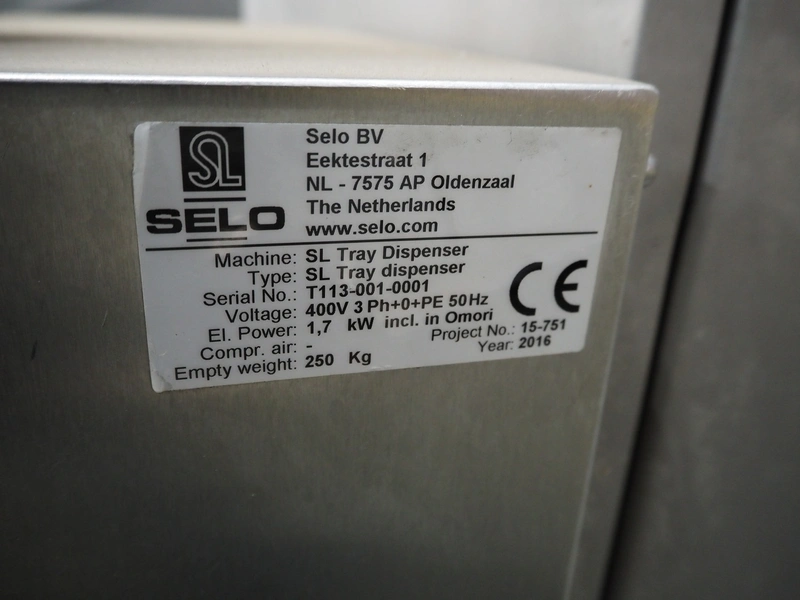 SL
SELO
Selo BV
Eektestraat 1
NL - 7575 AP Oldenzaal
The Netherlands
www.selo.com
Machine: SL Tray Dispenser
Type: SL Tray dispenser
Serial No.: T113-001-0001
Voltage: 400V 3 Ph+0+PE 50Hz
El. Power: 1,7 kW incl. in Omori
Compr. air: -
Empty weight: 250 Kg
CE
Project No.: 15-751
Year: 2016